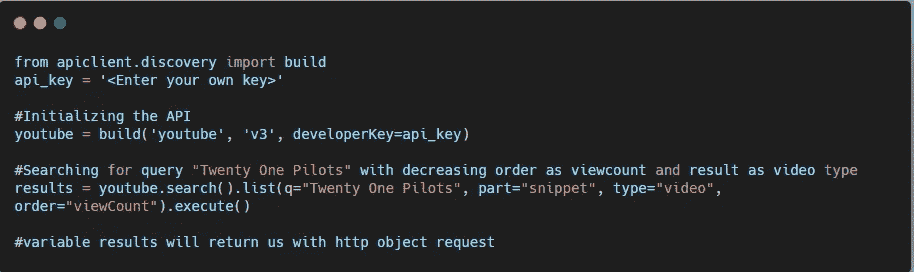 from apiclient.discovery import build
api_key = '<Enter your own key>'
#Initializing the API
youtube = build('youtube', 'v3', developerKey=api_key)
#Searching for query "Twenty One Pilots" with decreasing order as viewcount and result as video type
results = youtube.search().list(q="Twenty One Pilots", part="snippet", type="video",
order="viewCount").execute()
#variable results will return us with http object request